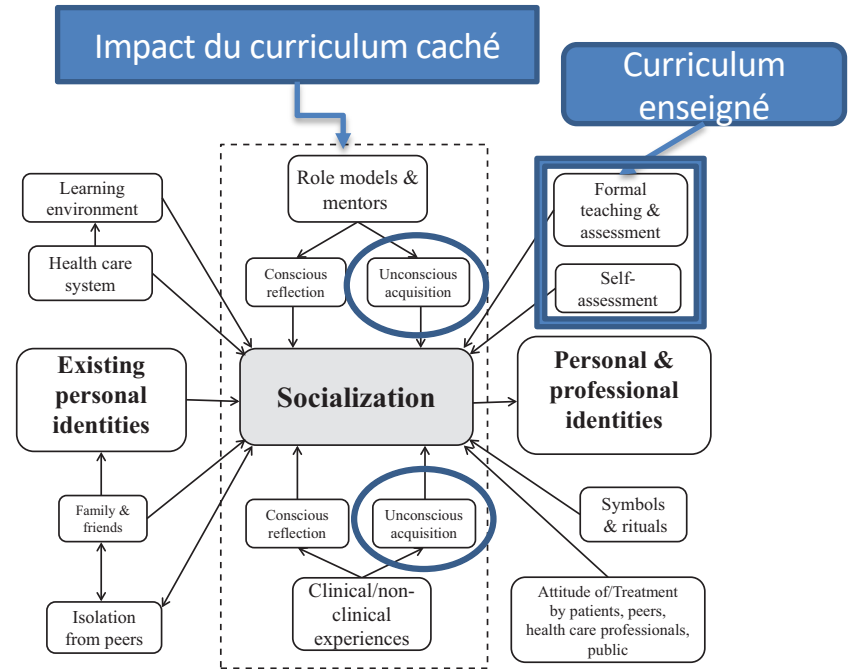 Impact du curriculum caché
Curriculum
enseigné
Role models &
mentors
Learning
environment
Formal
teaching &
assessment
Health care
system
Conscious
reflection
Unconscious
acquisition
Self-
assessment
Existing
personal
identities
Socialization
Personal &
professional
identities
Family &
friends
Conscious
reflection
Unconscious
acquisition
Symbols
& rituals
Isolation
from peers
Clinical/non-
clinical
experiences
Attitude of/Treatment
by patients, peers,
health care professionals,
public